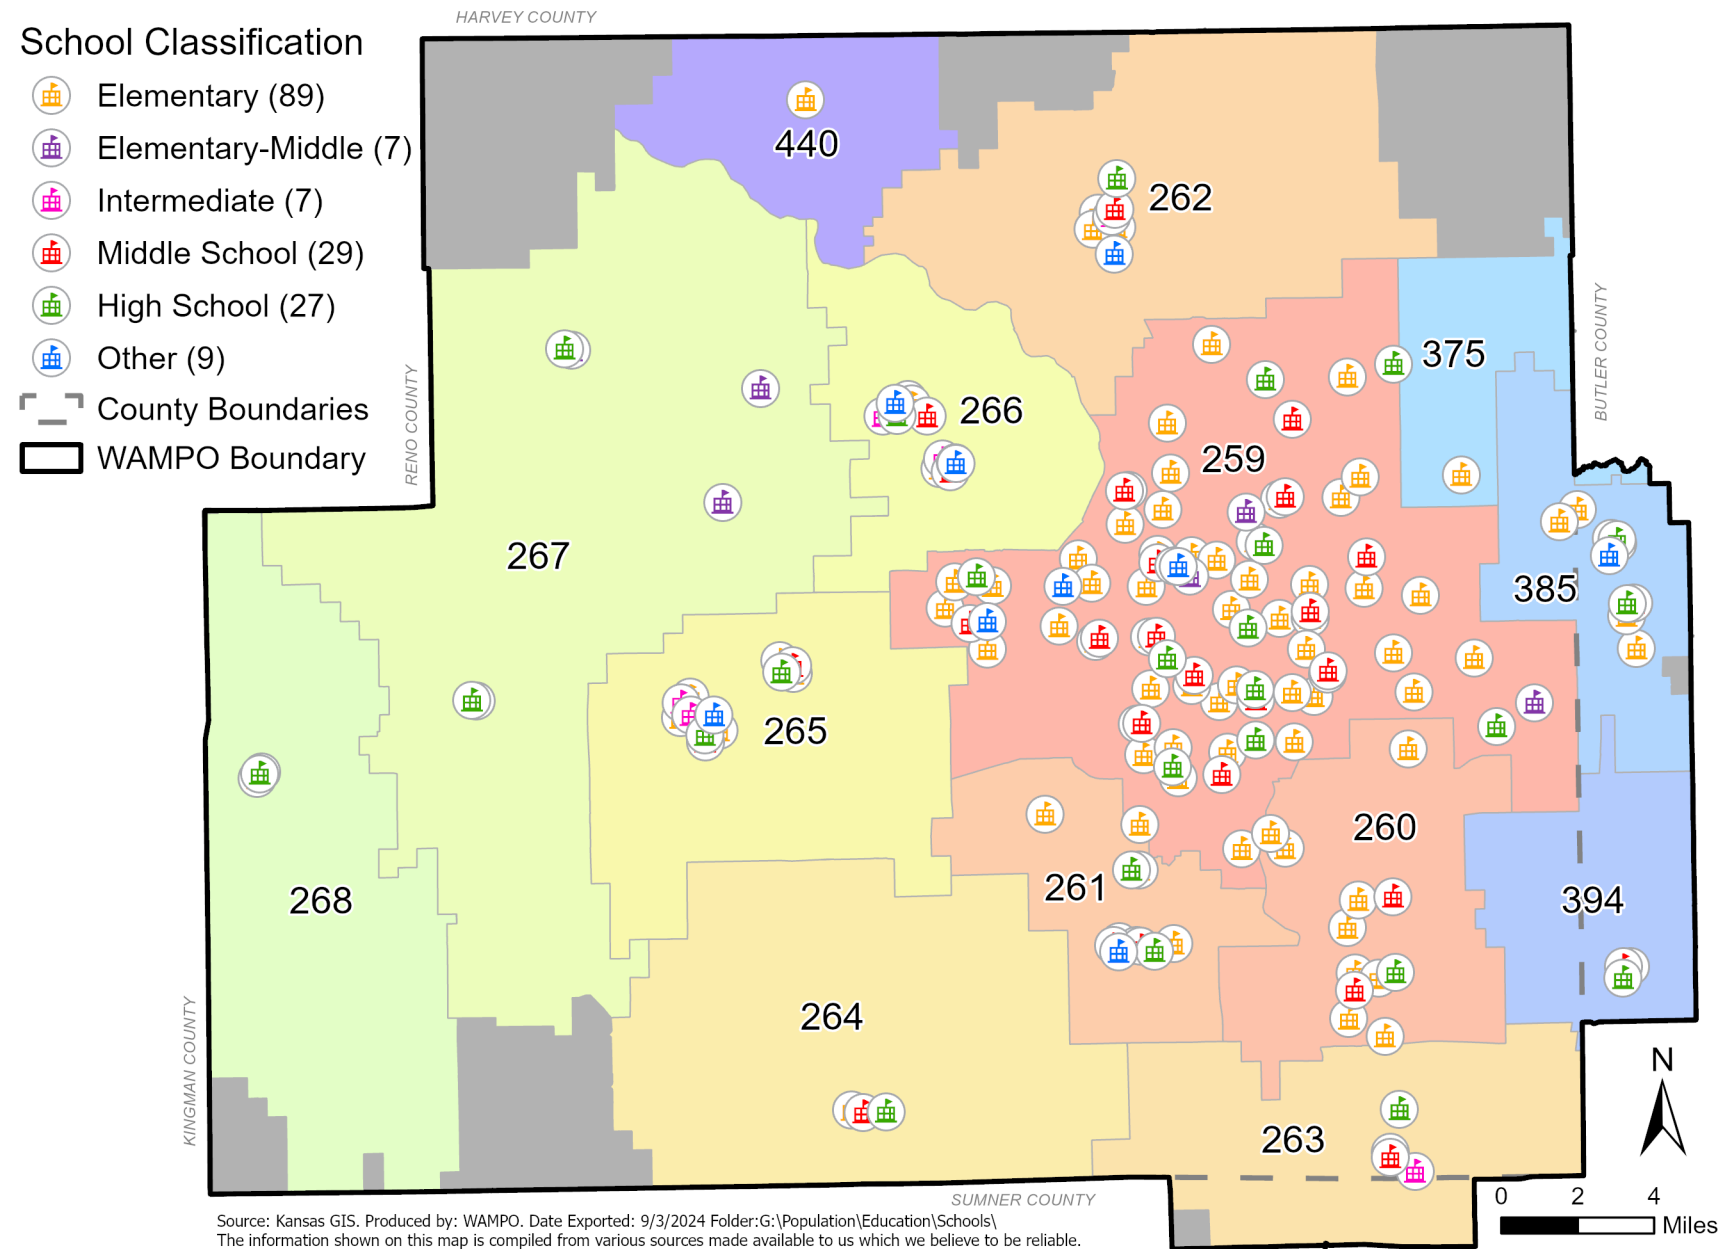 HARVEY COUNTY
School Classification
Elementary (89)
Elementary-Middle (7)
Intermediate (7)
Middle School (29)
High School (27)
Other (9)
County Boundaries
WAMPO Boundary
440
262
375
BUTLER COUNTY
RENO COUNTY
266
259
267
385
265
260
261
268
394
264
KINGMAN COUNTY
263
N
SUMNER COUNTY
0 2 4
Miles
Source: Kansas GIS. Produced by: WAMPO. Date Exported: 9/3/2024 Folder:G:\Population\Education\Schools\
The information shown on this map is compiled from various sources made available to us which we believe to be reliable.